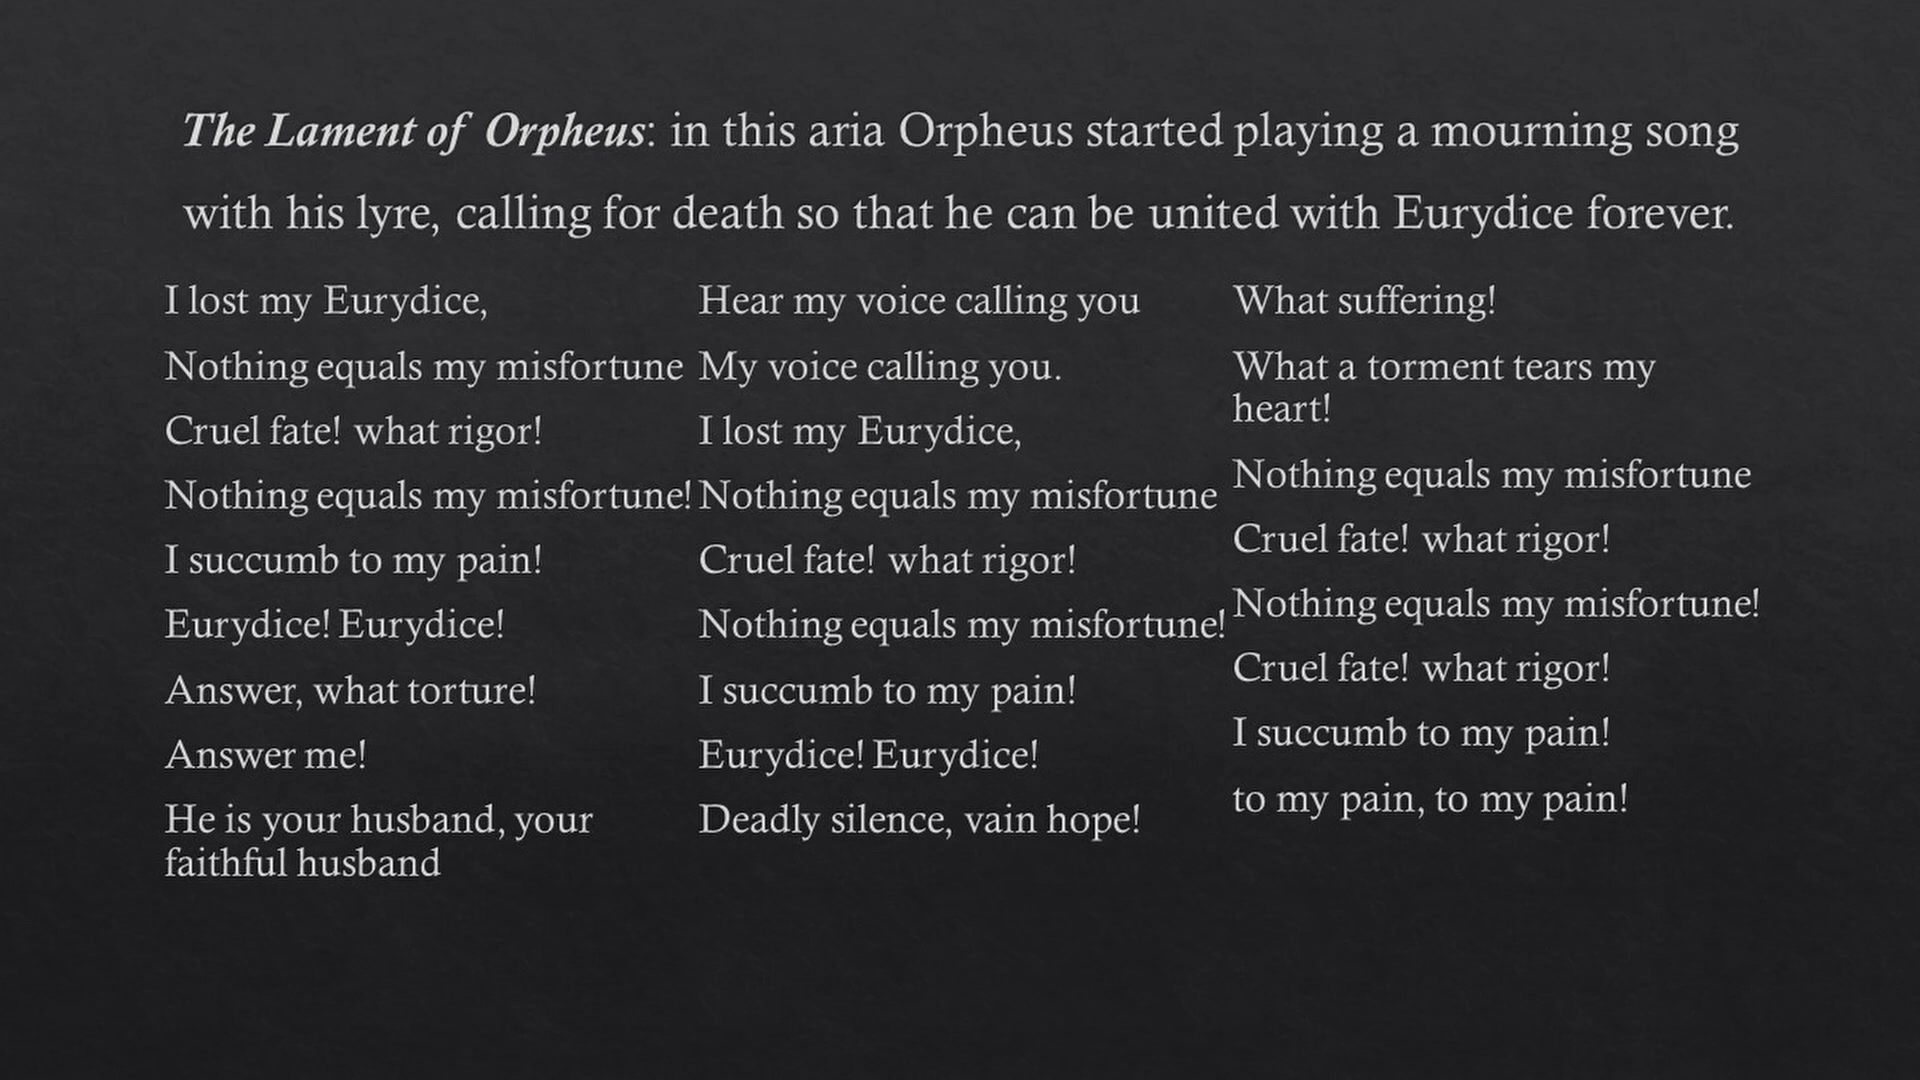 The Lament of Orpheus: in this aria Orpheus started playing a mourning song
with his lyre, calling for death so that he can be united with Eurydice forever.
I lost my Eurydice,
Nothing equals my misfortune
Cruel fate! what rigor!
Nothing equals my misfortune!
I succumb to my pain!
Eurydice! Eurydice!
Answer, what torture!
Answer me!
He is your husband, your
faithful husband
Hear my voice calling you
My voice calling you.
I lost my Eurydice,
Nothing equals my misfortune
Cruel fate! what rigor!
Nothing equals my misfortune!
I succumb to my pain!
Eurydice! Eurydice!
Deadly silence, vain hope!
What suffering!
What a torment tears my
heart!
Nothing equals my misfortune
Cruel fate! what rigor!
Nothing equals my misfortune!
Cruel fate! what rigor!
I succumb to my pain!
to my pain, to my pain!